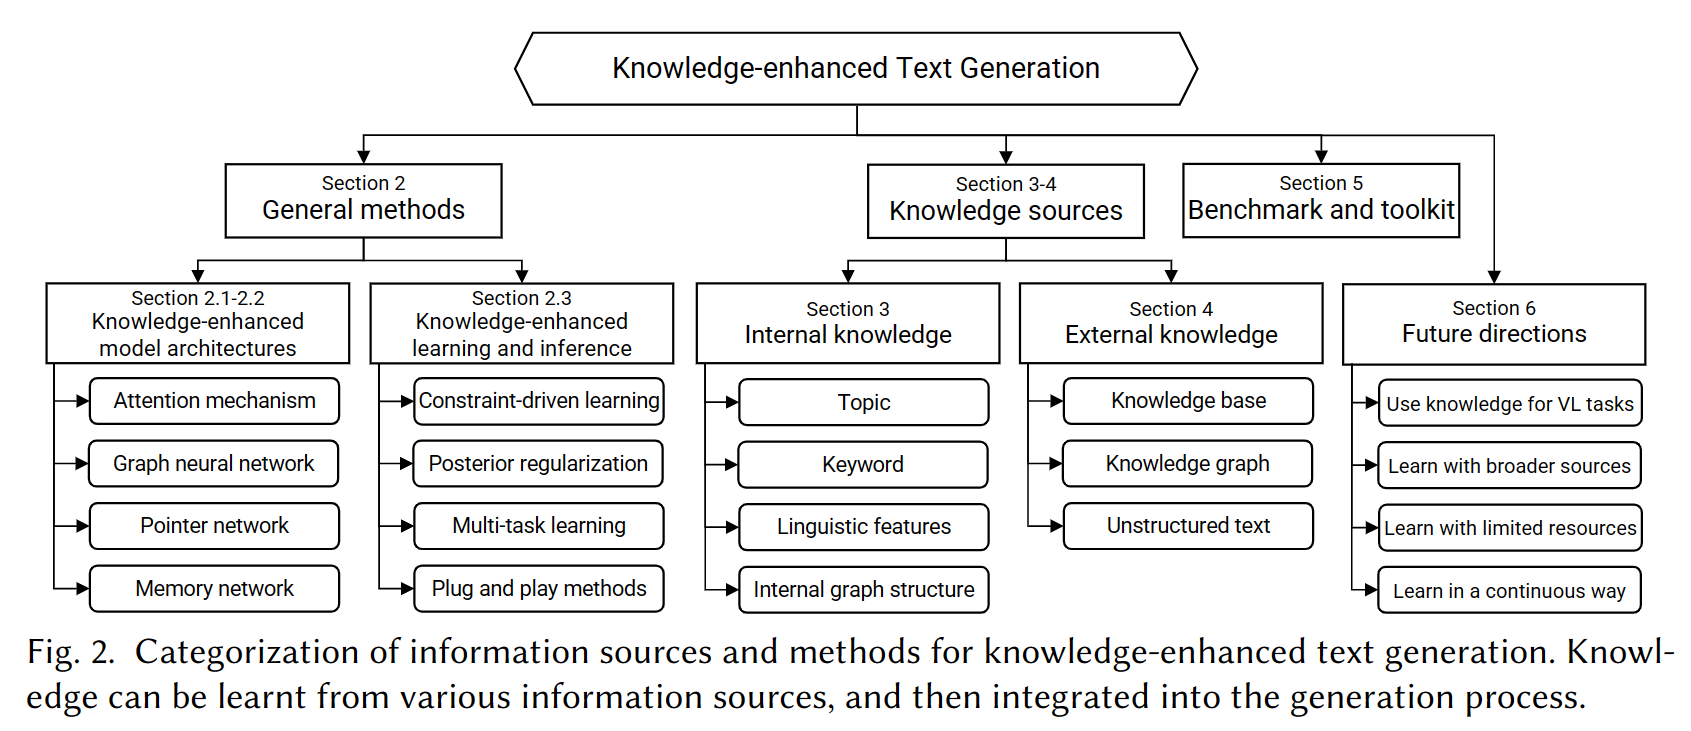 Knowledge-enhanced Text Generation
Section 2
General methods
Section 3-4
Knowledge sources
Section 5
Benchmark and toolkit
Section 2.1-2.2
Knowledge-enhanced
model architectures
Attention mechanism
Graph neural network
Pointer network
Memory network
Section 2.3
Knowledge-enhanced
learning and inference
Constraint-driven learning
Posterior regularization
Multi-task learning
Plug and play methods
Section 3
Internal knowledge
Topic
Keyword
Linguistic features
Internal graph structure
Section 4
External knowledge
Knowledge base
Knowledge graph
Unstructured text
Section 6
Future directions
Use knowledge for VL tasks
Learn with broader sources
Learn with limited resources
Learn in a continuous way
Fig. 2. Categorization of information sources and methods for knowledge-enhanced text generation. Knowl-
edge can be learnt from various information sources, and then integrated into the generation process.